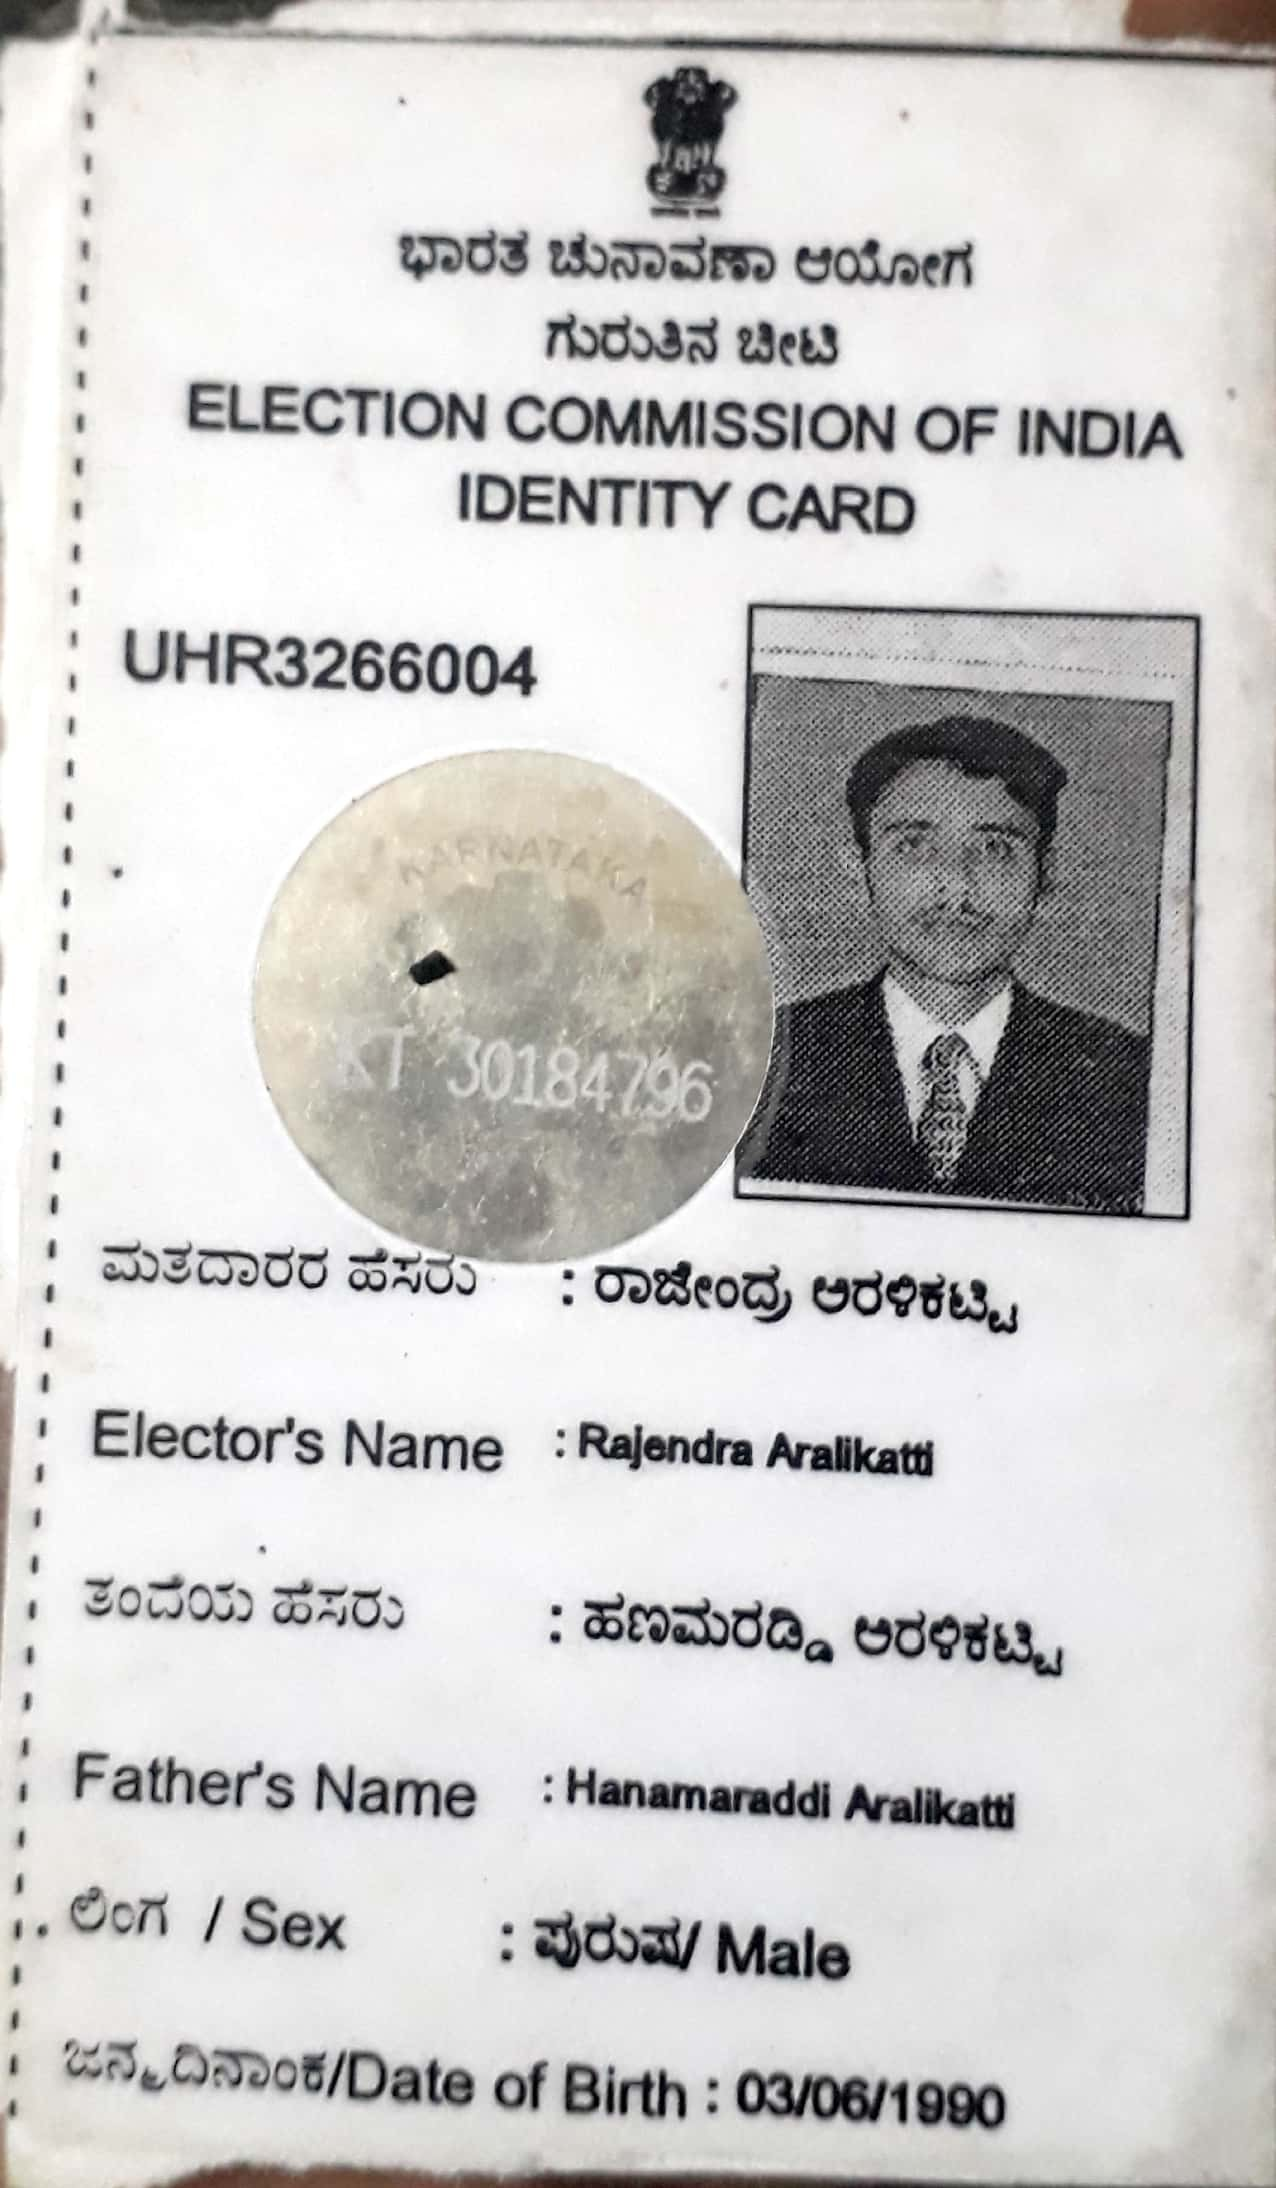 ಭಾರತ ಚುನಾವಣಾ ಆಯೋಗ
ಗುರುತಿನ ಚೀಟಿ
ELECTION COMMISSION OF INDIA
IDENTITY CARD
UHR3266004
KARNATAKA
KT 30184796
ಮತದಾರರ ಹೆಸರು : ರಾಜೇಂದ್ರ ಅರಳಿಕಟ್ಟಿ
Elector's Name : Rajendra Aralikatti
ತಂದೆಯ ಹೆಸರು : ಹಣಮರಡ್ಡಿ ಅರಳಿಕಟ್ಟಿ
Father's Name : Hanamaraddi Aralikatti
ಲಿಂಗ / Sex : ಪುರುಷ/ Male
ಜನ್ಮದಿನಾಂಕ/Date of Birth : 03/06/1990